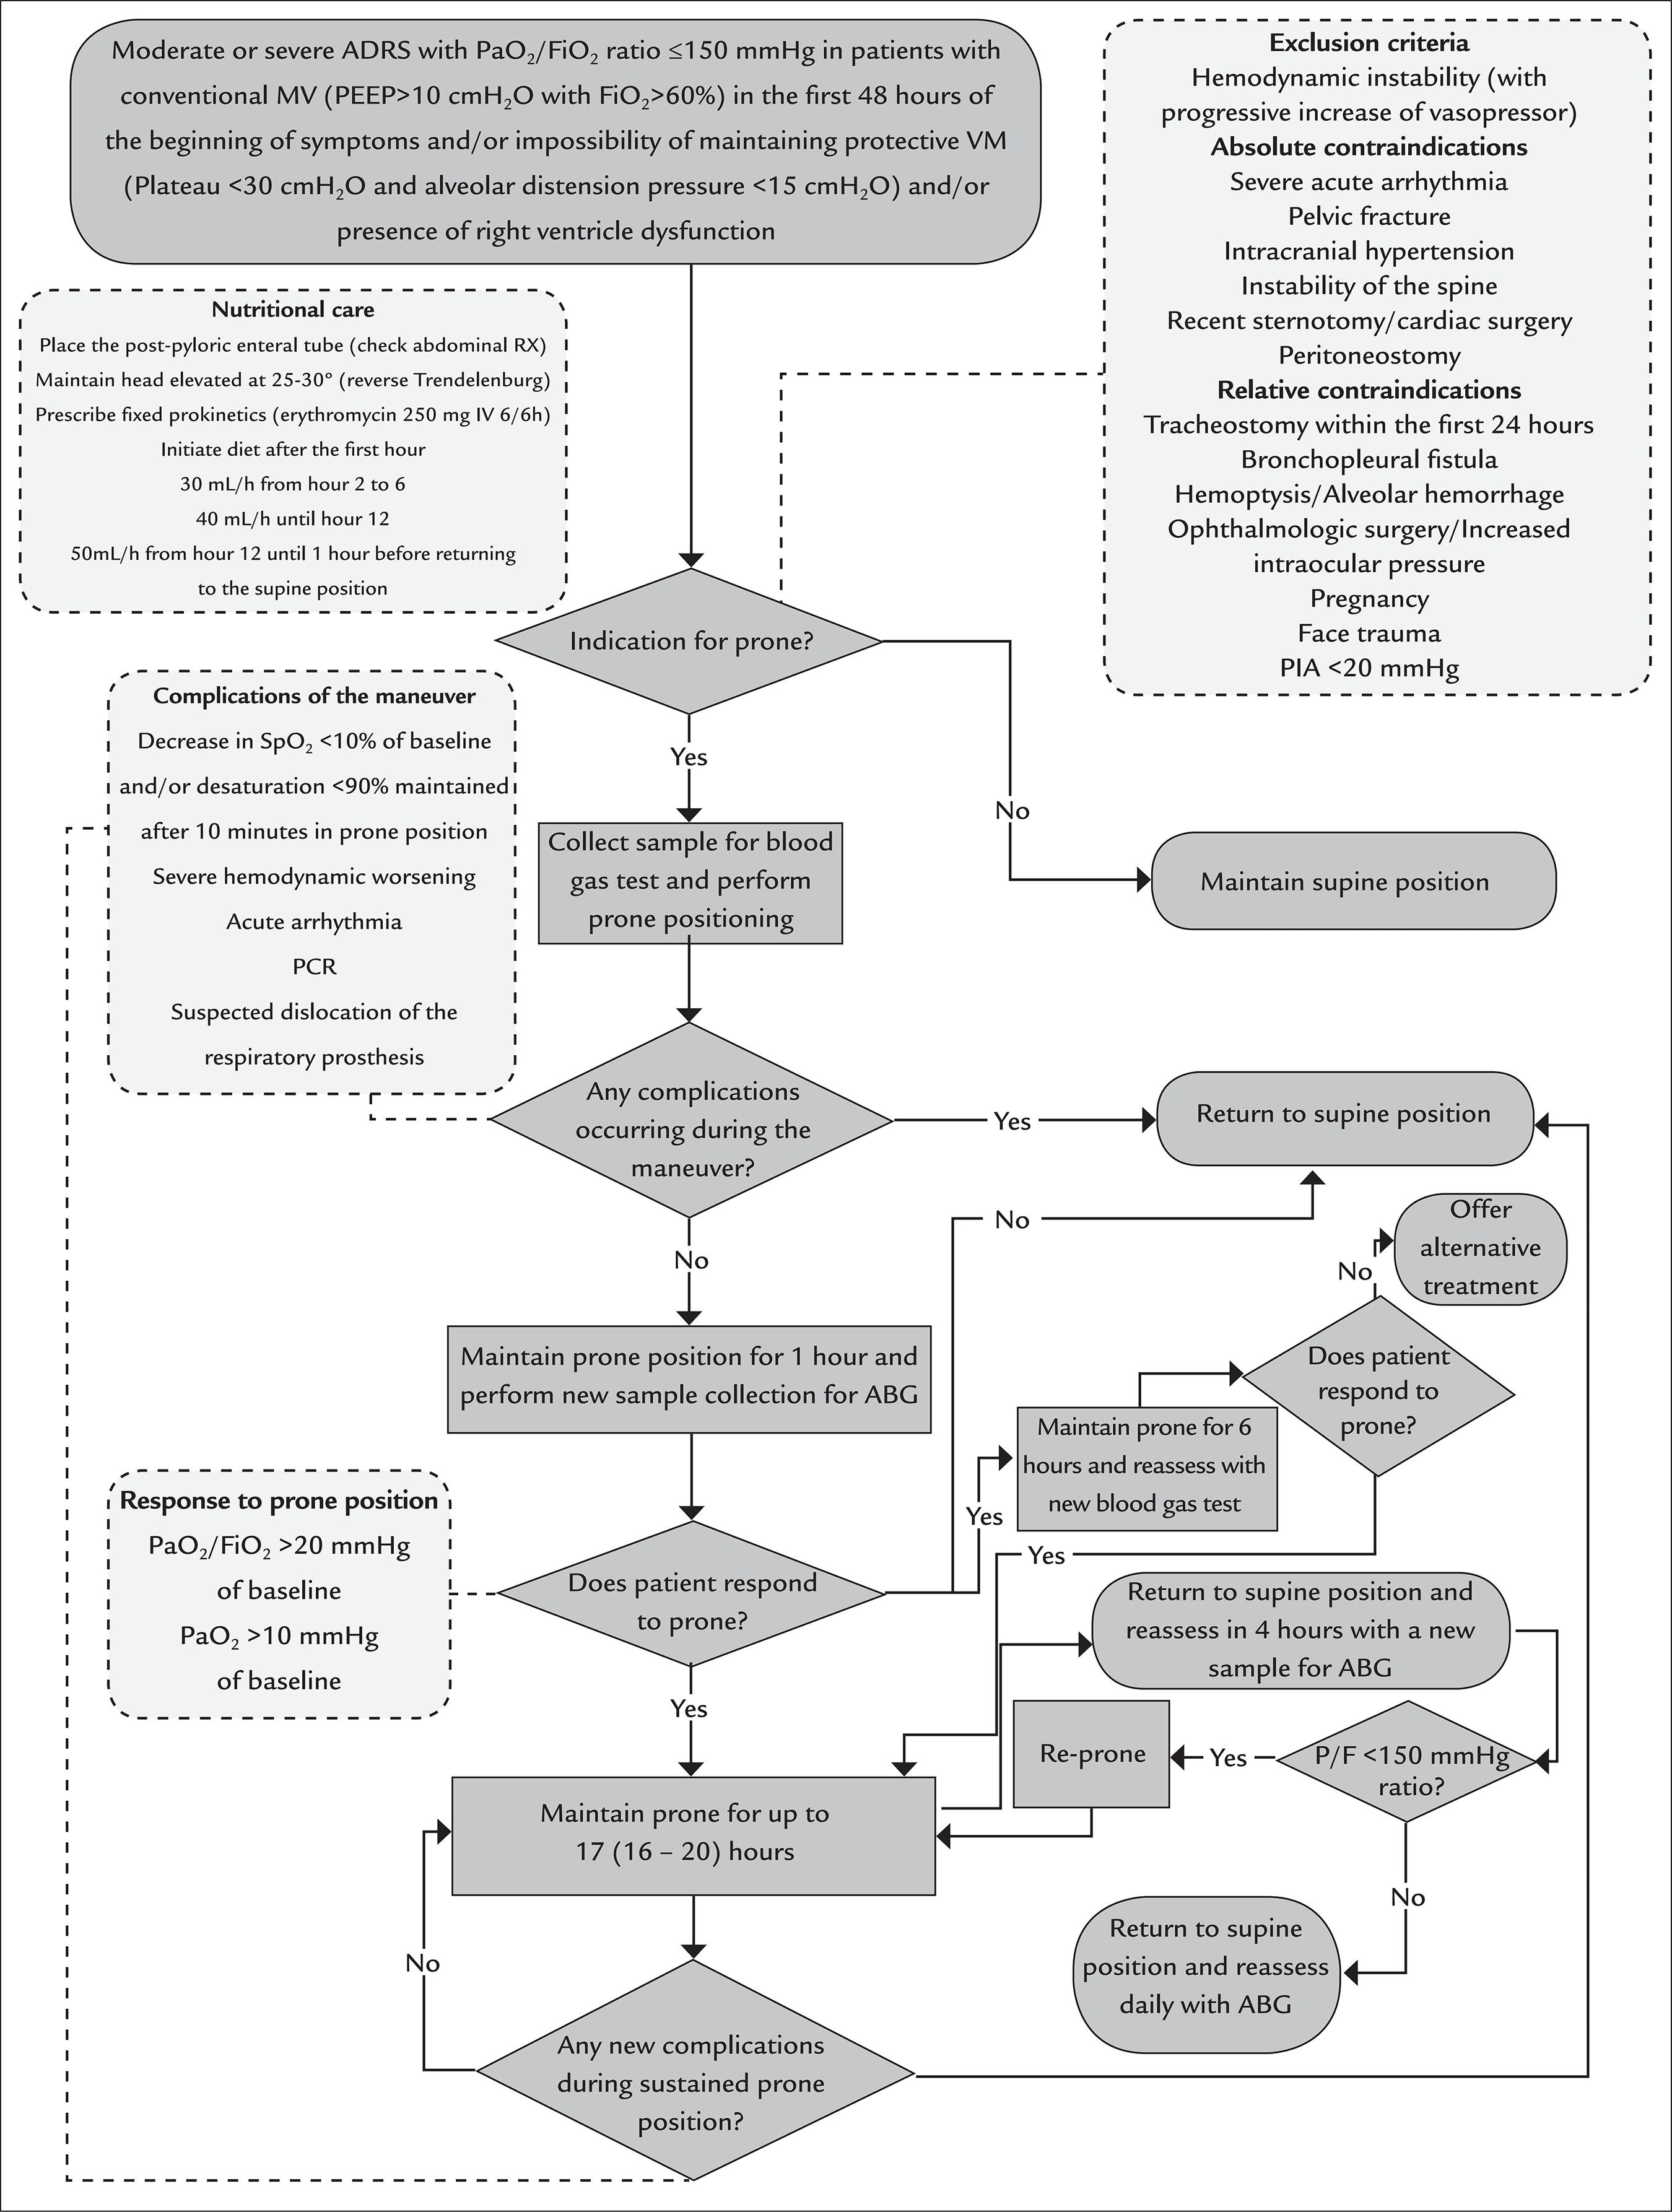 Moderate or severe ADRS with PaO₂/FiO₂ ratio ≤150 mmHg in patients with
conventional MV (PEEP>10 cmH₂O with FiO₂>60%) in the first 48 hours of
the beginning of symptoms and/or impossibility of maintaining protective VM
(Plateau <30 cmH₂O and alveolar distension pressure <15 cmH₂O) and/or
presence of right ventricle dysfunction
Exclusion criteria
Hemodynamic instability (with
progressive increase of vasopressor)
Absolute contraindications
Severe acute arrhythmia
Pelvic fracture
Intracranial hypertension
Instability of the spine
Recent sternotomy/cardiac surgery
Peritoneostomy
Relative contraindications
Tracheostomy within the first 24 hours
Bronchopleural fistula
Hemoptysis/Alveolar hemorrhage
Ophthalmologic surgery/Increased
intraocular pressure
Pregnancy
Face trauma
PIA <20 mmHg
Nutritional care
Place the post-pyloric enteral tube (check abdominal RX)
Maintain head elevated at 25-30° (reverse Trendelenburg)
Prescribe fixed prokinetics (erythromycin 250 mg IV 6/6h)
Initiate diet after the first hour
30 mL/h from hour 2 to 6
40 mL/h until hour 12
50mL/h from hour 12 until 1 hour before returning
to the supine position
Indication for prone?
Yes
No
Maintain supine position
Complications of the maneuver
Decrease in SpO₂ <10% of baseline
and/or desaturation <90% maintained
after 10 minutes in prone position
Severe hemodynamic worsening
Acute arrhythmia
PCR
Suspected dislocation of the
respiratory prosthesis
Collect sample for blood
gas test and perform
prone positioning
Any complications
occurring during the
maneuver?
Yes
Return to supine position
No
No
Offer
alternative
treatment
No
Maintain prone position for 1 hour and
perform new sample collection for ABG
Does patient
respond to
prone?
Maintain prone for 6
hours and reassess with
new blood gas test
Yes
Yes
Response to prone position
PaO₂/FiO₂ >20 mmHg
of baseline
PaO₂ >10 mmHg
of baseline
Does patient respond
to prone?
Yes
Return to supine position and
reassess in 4 hours with a new
sample for ABG
P/F <150 mmHg
ratio?
Yes
Re-prone
Maintain prone for up to
17 (16 – 20) hours
No
Return to supine
position and reassess
daily with ABG
No
Any new complications
during sustained prone
position?